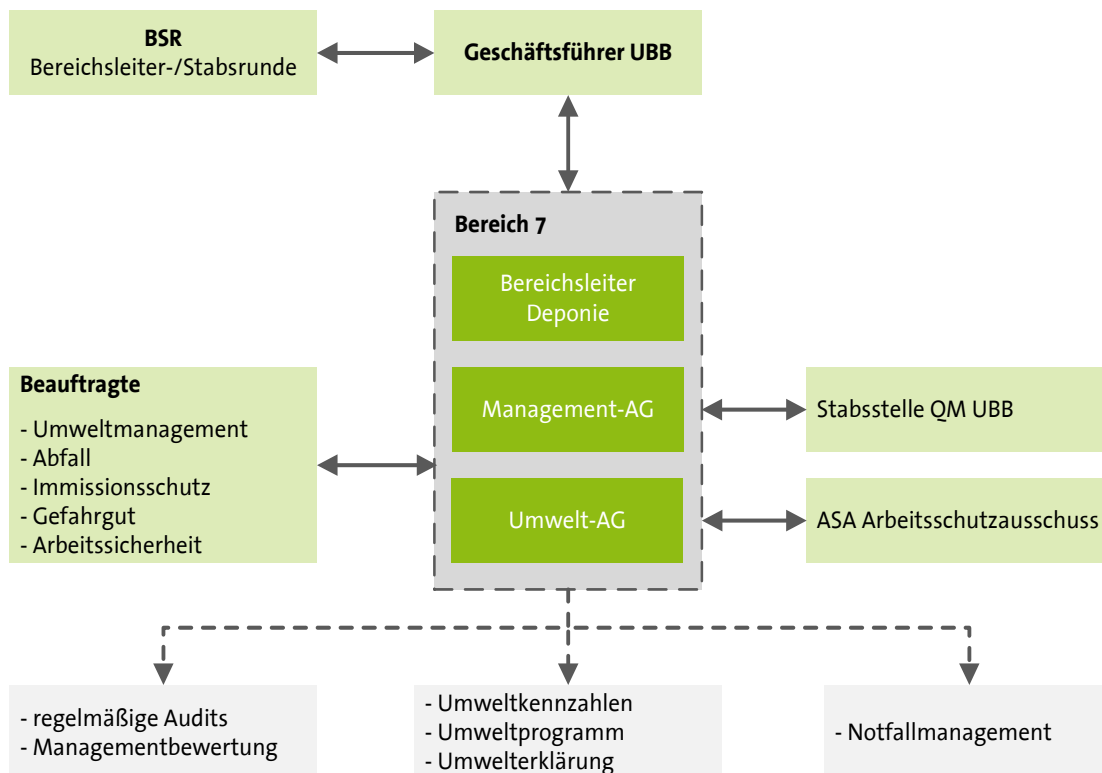 BSR
Bereichsleiter-/Stabsrunde
Geschäftsführer UBB
Bereich 7
Bereichsleiter
Deponie
Management-AG
Umwelt-AG
Beauftragte
- Umweltmanagement
- Abfall
- Immissionsschutz
- Gefahrgut
- Arbeitssicherheit
Stabsstelle QM UBB
ASA Arbeitsschutzausschuss
- regelmäßige Audits
- Managementbewertung
- Umweltkennzahlen
- Umweltprogramm
- Umwelterklärung
- Notfallmanagement